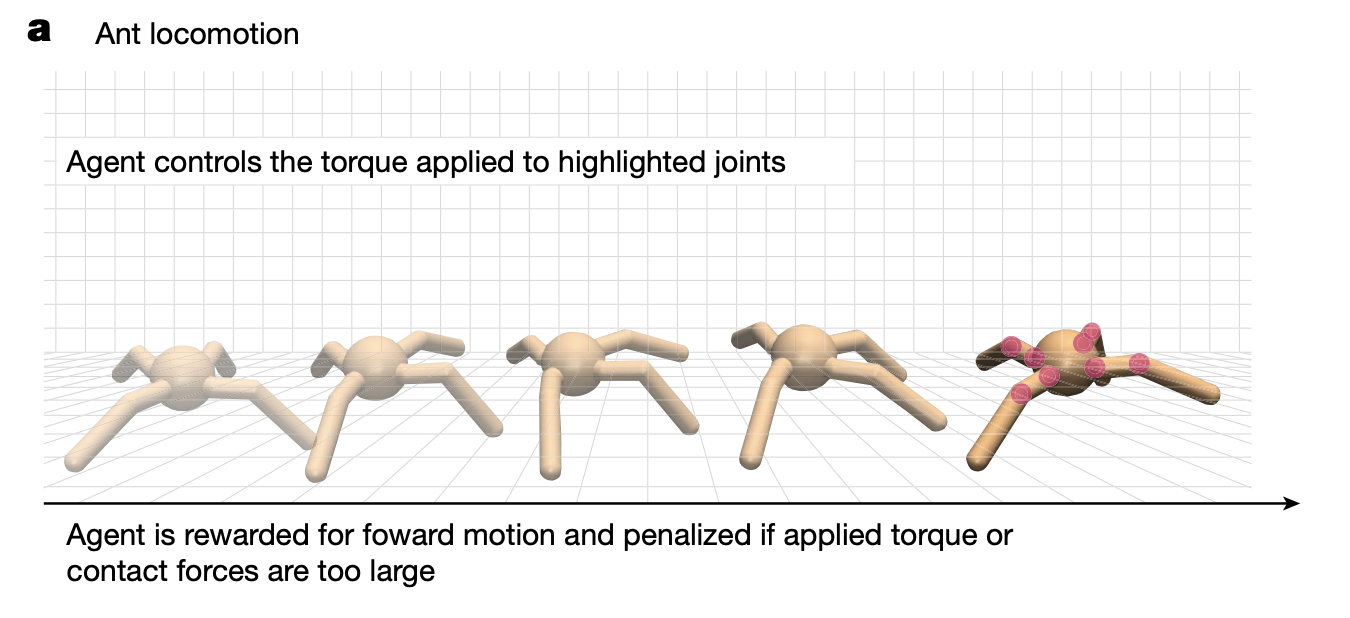 a Ant locomotion
Agent controls the torque applied to highlighted joints
Agent is rewarded for foward motion and penalized if applied torque or
contact forces are too large